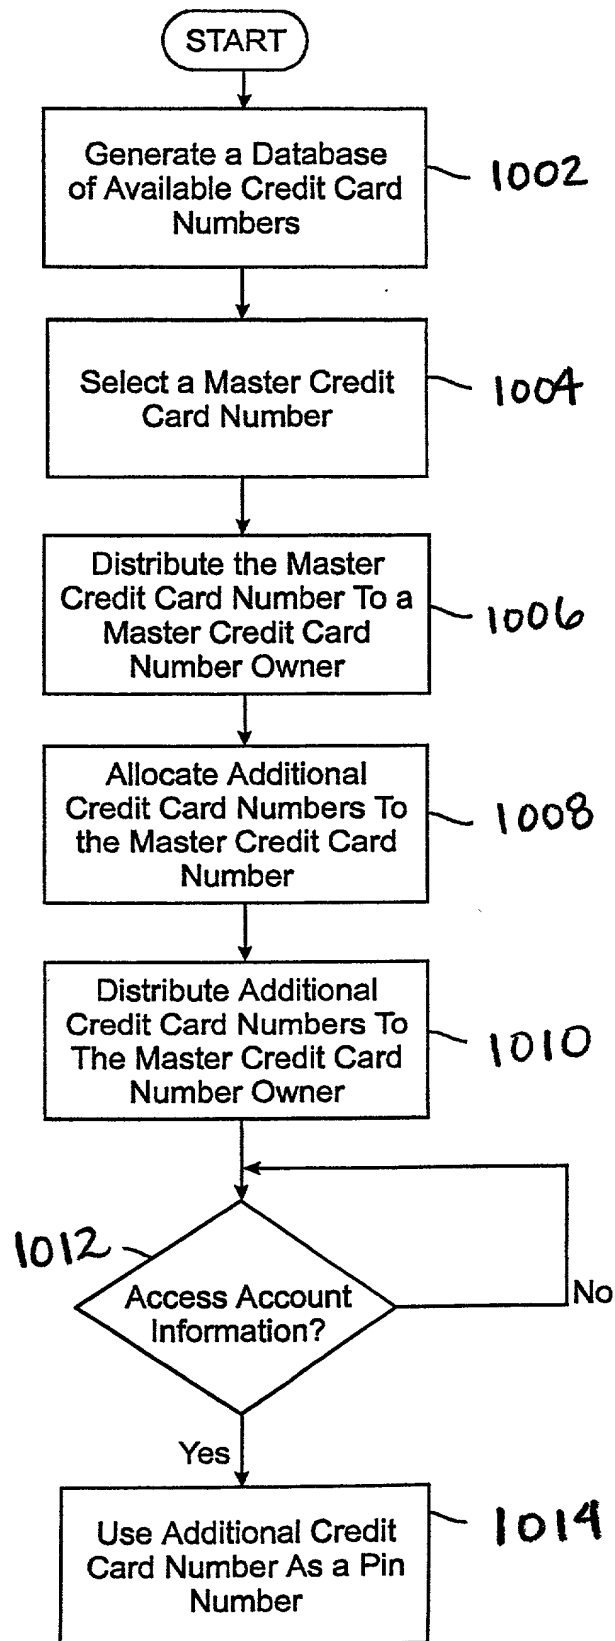 START
Generate a Database
of Available Credit Card
Numbers
1002
Select a Master Credit
Card Number
1004
Distribute the Master
Credit Card Number To a
Master Credit Card
Number Owner
1006
Allocate Additional
Credit Card Numbers To
the Master Credit Card
Number
1008
Distribute Additional
Credit Card Numbers To
The Master Credit Card
Number Owner
1010
1012
Access Account
Information?
No
Yes
Use Additional Credit
Card Number As a Pin
Number
1014